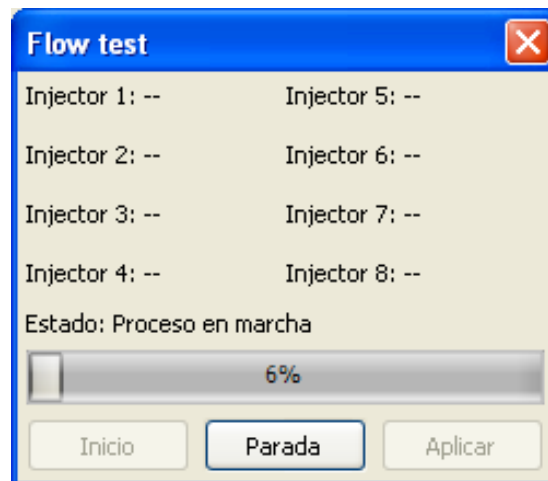 Flow test
Injector 1: -- Injector 5: --
Injector 2: -- Injector 6: --
Injector 3: -- Injector 7: --
Injector 4: -- Injector 8: --
Estado: Proceso en marcha
6%
Inicio Parada Aplicar